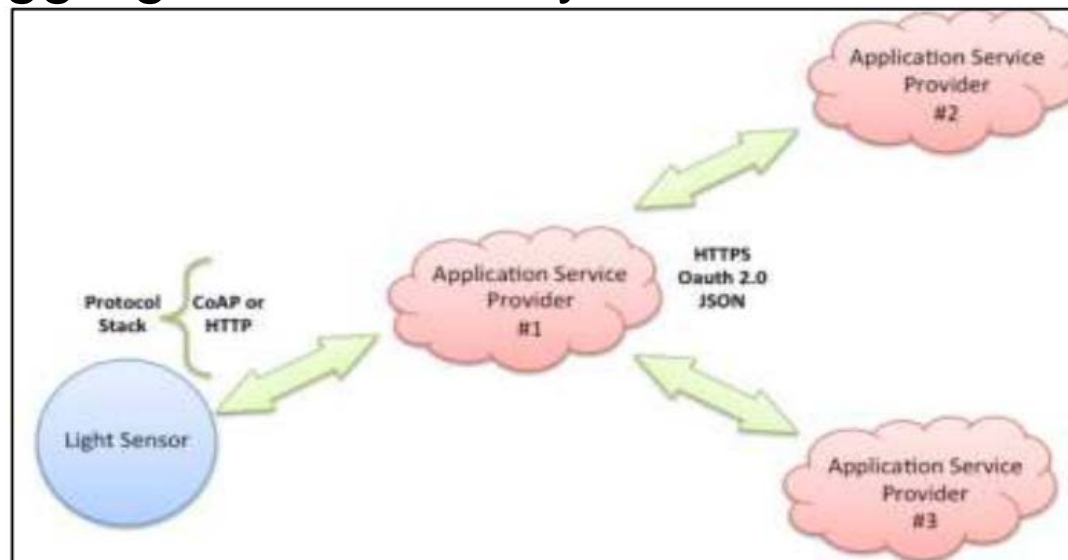 Application Service
Provider
#2
Application Service
Provider
#1
HTTPS
Oauth 2.0
JSON
Protocol
Stack
CoAP or
HTTP
Light Sensor
Application Service
Provider
#3